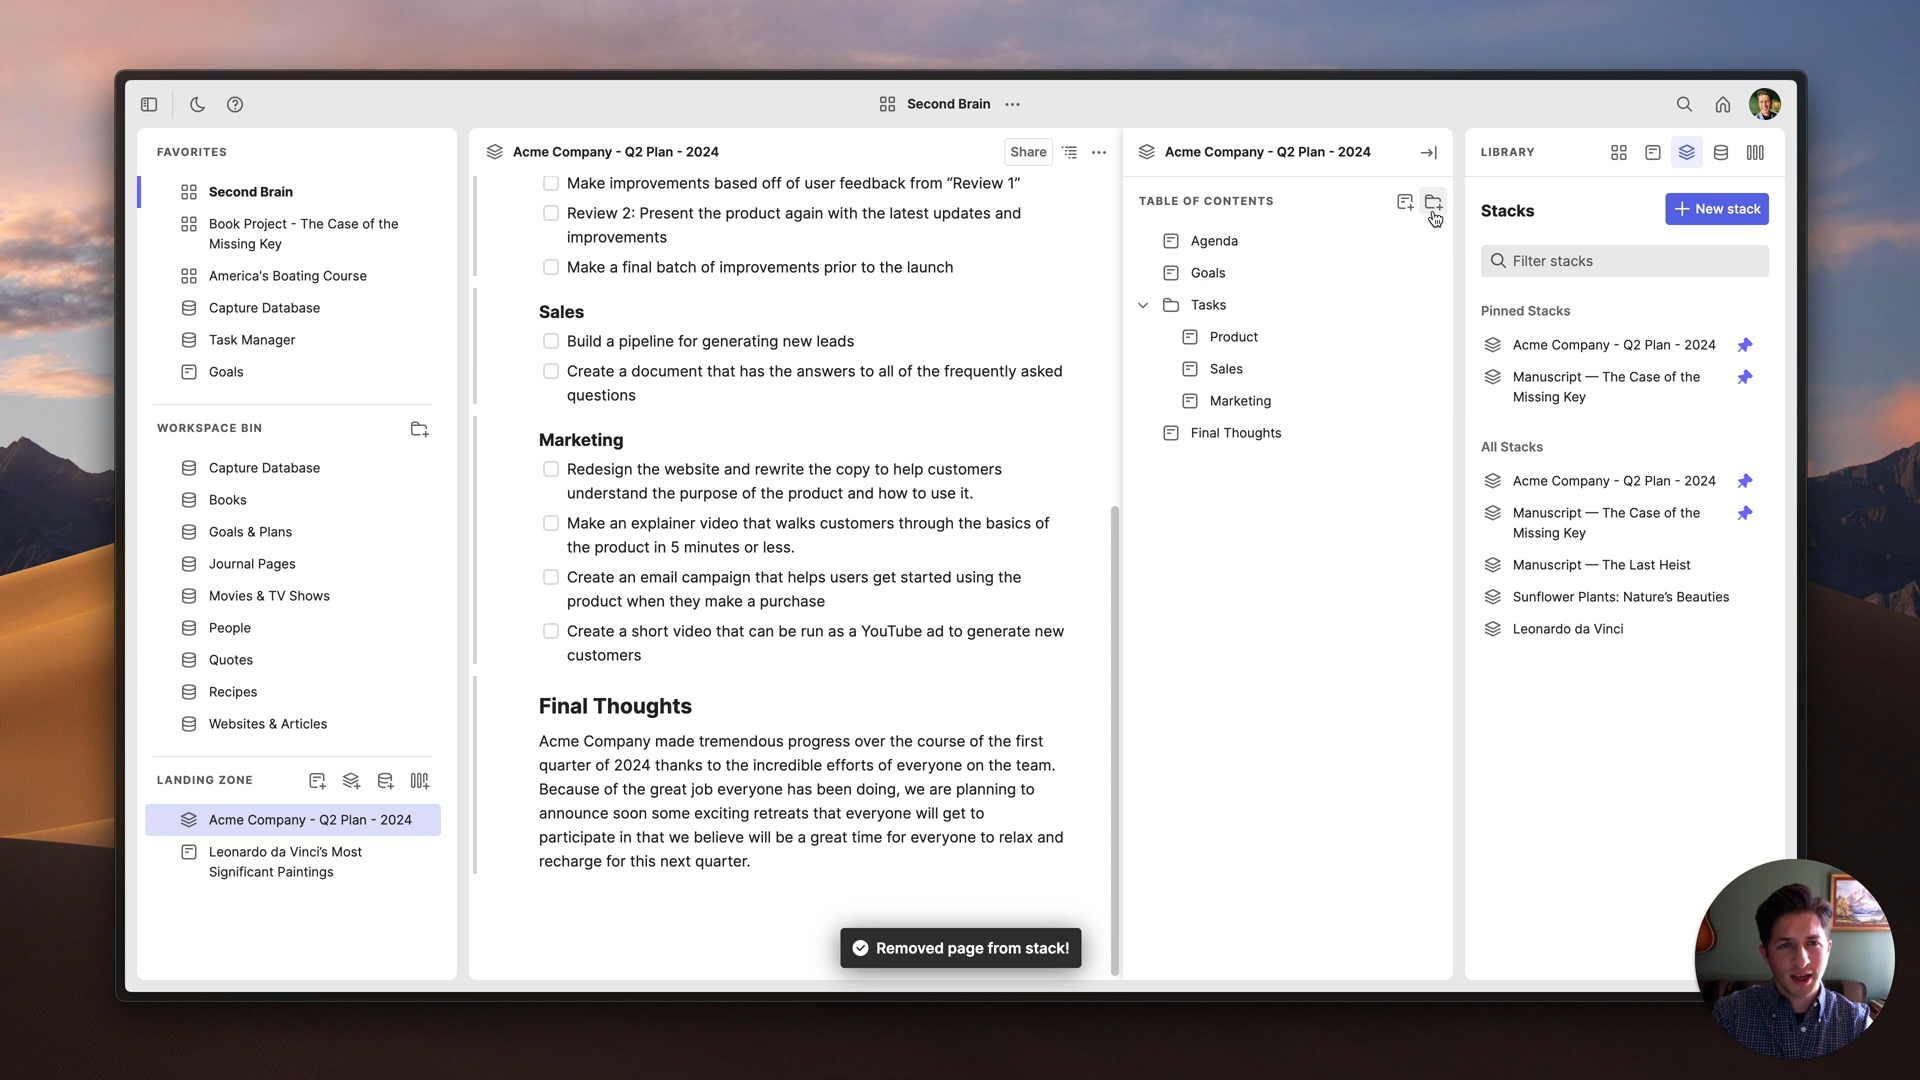 Second Brain
FAVORITES
Second Brain
Book Project - The Case of the
Missing Key
America's Boating Course
Capture Database
Task Manager
Goals
WORKSPACE BIN
Capture Database
Books
Goals & Plans
Journal Pages
Movies & TV Shows
People
Quotes
Recipes
Websites & Articles
LANDING ZONE
Acme Company - Q2 Plan - 2024
Leonardo da Vinci’s Most
Significant Paintings
Acme Company - Q2 Plan - 2024
Share
Make improvements based off of user feedback from “Review 1”
Review 2: Present the product again with the latest updates and
improvements
Make a final batch of improvements prior to the launch
Sales
Build a pipeline for generating new leads
Create a document that has the answers to all of the frequently asked
questions
Marketing
Redesign the website and rewrite the copy to help customers
understand the purpose of the product and how to use it.
Make an explainer video that walks customers through the basics of
the product in 5 minutes or less.
Create an email campaign that helps users get started using the
product when they make a purchase
Create a short video that can be run as a YouTube ad to generate new
customers
Final Thoughts
Acme Company made tremendous progress over the course of the first
quarter of 2024 thanks to the incredible efforts of everyone on the team.
Because of the great job everyone has been doing, we are planning to
announce soon some exciting retreats that everyone will get to
participate in that we believe will be a great time for everyone to relax and
recharge for this next quarter.
Removed page from stack!
Acme Company - Q2 Plan - 2024
TABLE OF CONTENTS
Agenda
Goals
Tasks
Product
Sales
Marketing
Final Thoughts
LIBRARY
Stacks
New stack
Filter stacks
Pinned Stacks
Acme Company - Q2 Plan - 2024
Manuscript — The Case of the
Missing Key
All Stacks
Acme Company - Q2 Plan - 2024
Manuscript — The Case of the
Missing Key
Manuscript — The Last Heist
Sunflower Plants: Nature’s Beauties
Leonardo da Vinci